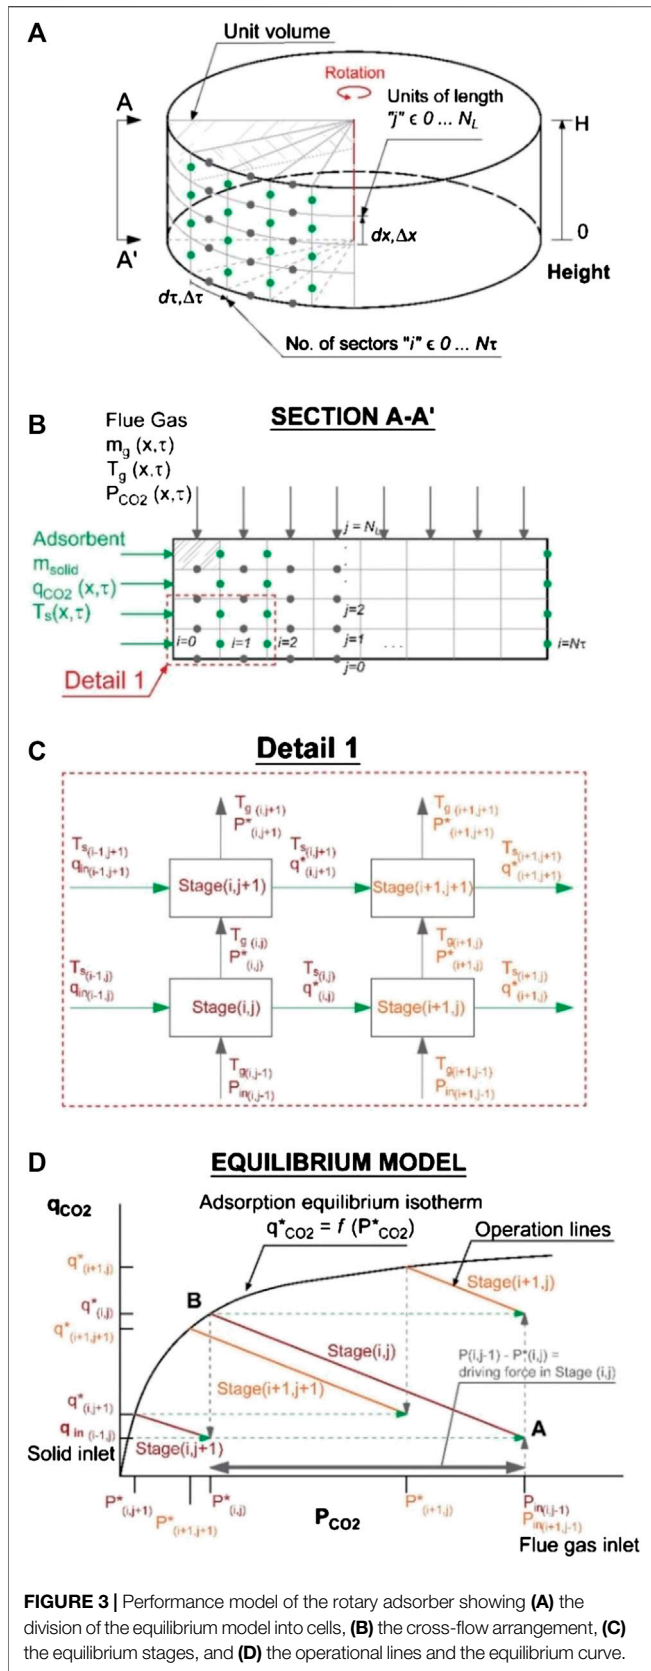 A
Unit volume
Rotation
Units of length
"j" ϵ 0 ... N_L
A
H
A'
0
dx,Δx
Height
dτ,Δτ
No. of sectors "i" ϵ 0 ... Nτ
B
SECTION A-A'
Flue Gas
m_g (x,τ)
T_g (x,τ)
P_CO2 (x,τ)
Adsorbent
m_solid
q_CO2 (x,τ)
T_s(x,τ)
j = N_L
j=2
i=0
i=1
i=2
j=1
...
i=Nτ
j=0
Detail 1
C
Detail 1
T_g (i,j+1)
P*_(i,j+1)
T_g(i+1,j+1)
P*_(i+1,j+1)
T_s(i-1,j+1)
q_in(i-1,j+1)
Stage(i,j+1)
T_s(i,j+1)
q*_(i,j+1)
Stage(i+1,j+1)
T_s(i+1,j+1)
q*_(i+1,j+1)
T_g (i,j)
P*_(i,j)
T_g(i+1,j)
P*_(i+1,j)
T_s(i-1,j)
q_in(i-1,j)
Stage(i,j)
T_s(i,j)
q*_(i,j)
Stage(i+1,j)
T_s(i+1,j)
q*_(i+1,j)
T_g(i,j-1)
P_in(i,j-1)
T_g(i+1,j-1)
P_in(i+1,j-1)
D
EQUILIBRIUM MODEL
q_CO2
Adsorption equilibrium isotherm
q*_CO2 = f (P*_CO2)
Operation lines
q*_(i+1,j)
Stage(i+1,j)
q*_(i,j)
B
q*_(i+1,j+1)
Stage(i,j)
P(i,j-1) - P*(i,j) =
driving force in Stage (i,j)
Stage(i+1,j+1)
q*_(i,j+1)
q_in (i-1,j)
A
Solid inlet
Stage(i,j+1)
P*_(i,j+1)
P*_(i+1,j+1)
P*_(i,j)
P_CO2
P*_(i+1,j)
P_in(i,j-1)
P_in(i+1,j-1)
Flue gas inlet
FIGURE 3 | Performance model of the rotary adsorber showing (A) the
division of the equilibrium model into cells, (B) the cross-flow arrangement, (C)
the equilibrium stages, and (D) the operational lines and the equilibrium curve.